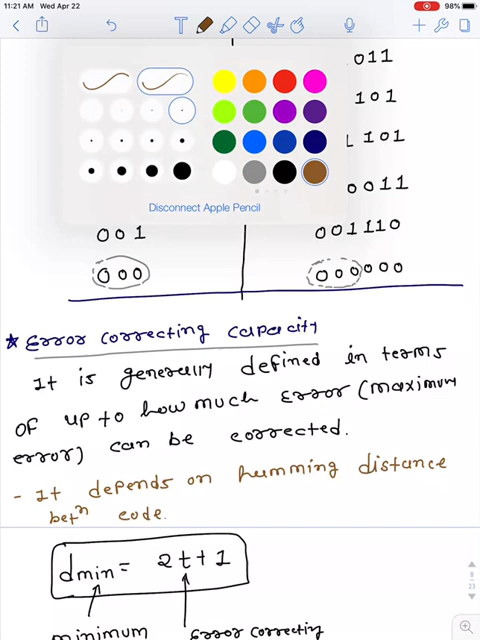 11:21 AM Wed Apr 22
98%
011
101
101
0011
001 001110
000 000000
* Error correcting capacity
It is generally defined in terms
of up to how much error (maximum
error) can be corrected.
- It depends on humming distance
betn code.
dmin = 2t+1
minimum Error correcting
Disconnect Apple Pencil
8
23